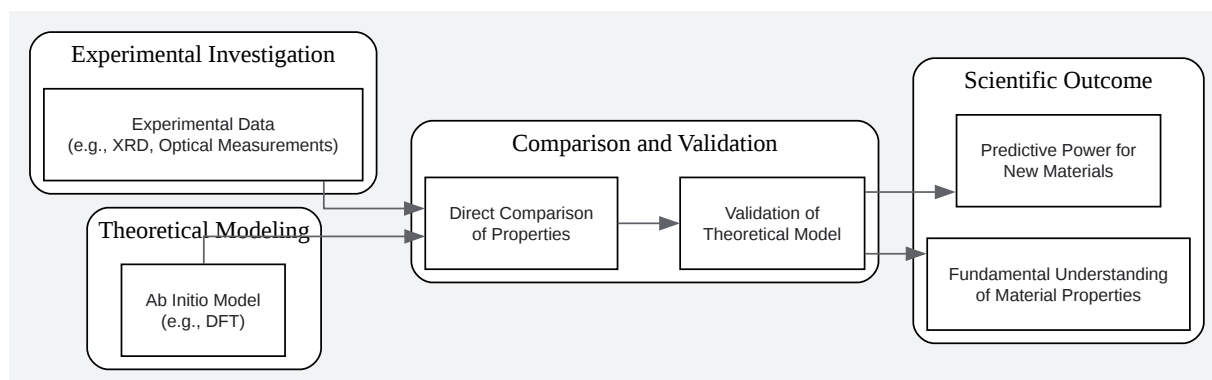 Experimental Investigation
Experimental Data
(e.g., XRD, Optical Measurements)
Theoretical Modeling
Ab Initio Model
(e.g., DFT)
Comparison and Validation
Direct Comparison
of Properties
Validation of
Theoretical Model
Scientific Outcome
Predictive Power for
New Materials
Fundamental Understanding
of Material Properties